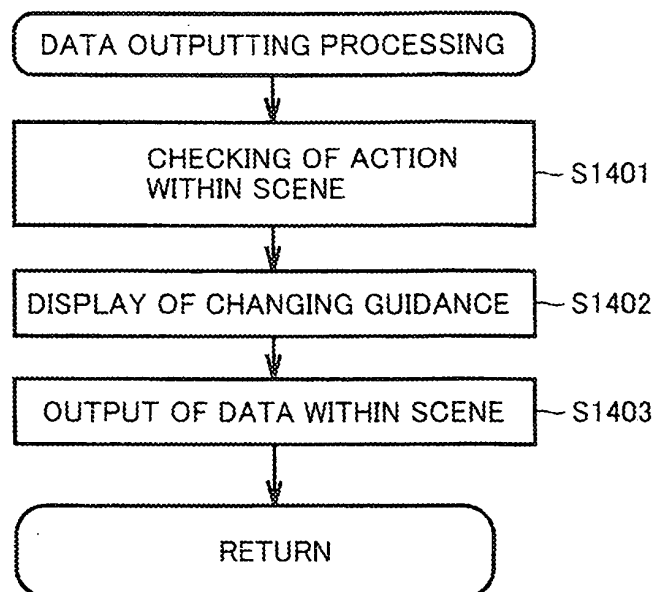 DATA OUTPUTTING PROCESSING
CHECKING OF ACTION
WITHIN SCENE
S1401
DISPLAY OF CHANGING GUIDANCE
S1402
OUTPUT OF DATA WITHIN SCENE
S1403
RETURN